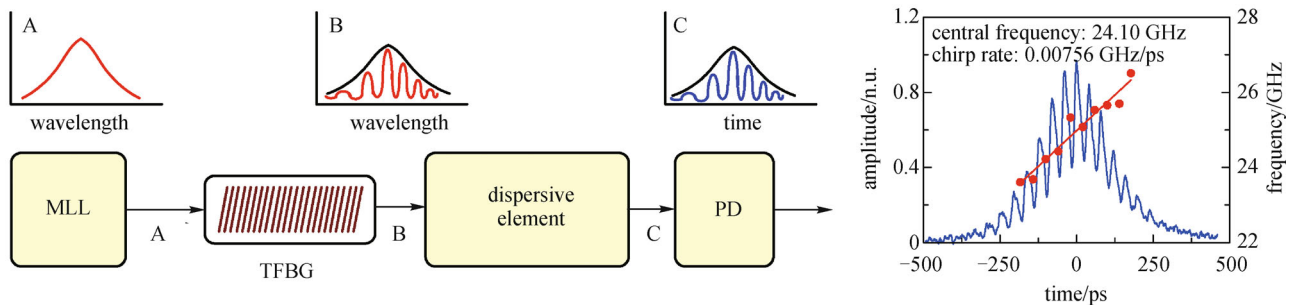 A
wavelength
B
wavelength
C
time
MLL
A
TFBG
B
dispersive
element
C
PD
central frequency: 24.10 GHz
chirp rate: 0.00756 GHz/ps
amplitude/n.u.
1.2
0.8
0.4
0
−500
−250
0
250
500
time/ps
28
26
24
22
frequency/GHz